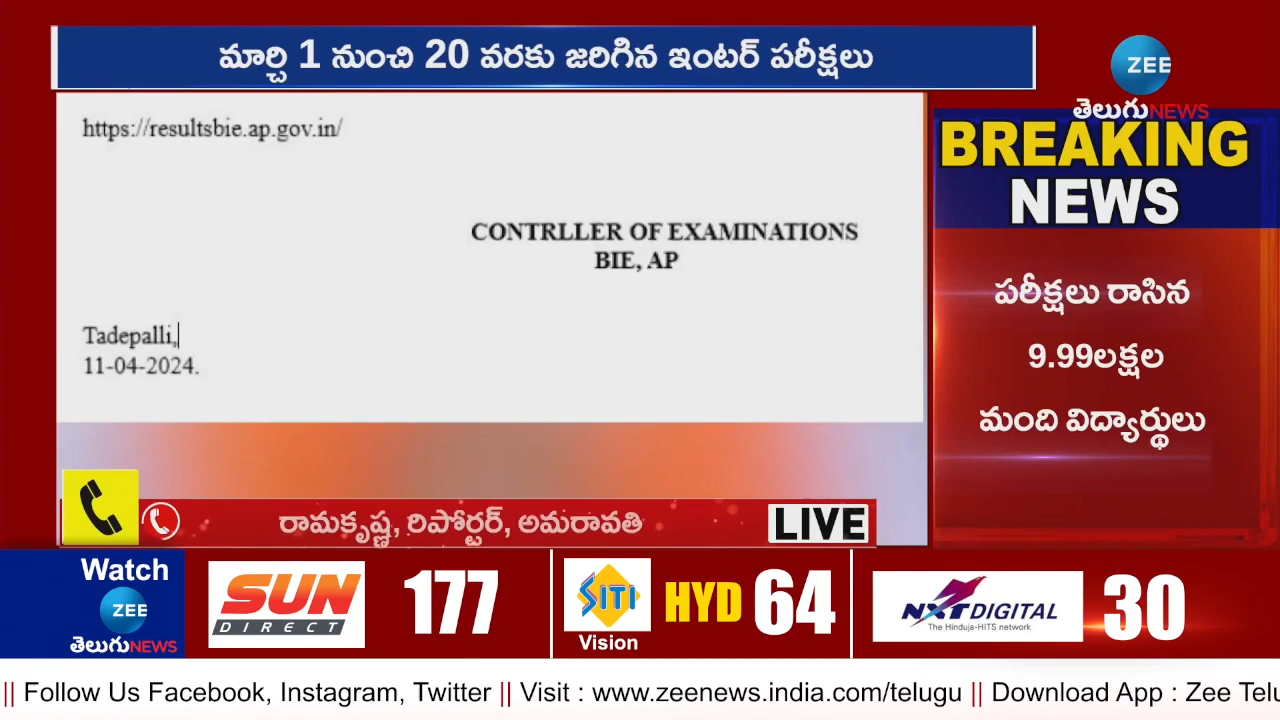 మార్చి 1 నుంచి 20 వరకు జరిగిన ఇంటర్ పరీక్షలు
ZEE
తెలుగు NEWS
https://resultsbie.ap.gov.in/
CONTRLLER OF EXAMINATIONS
BIE, AP
Tadepalli,
11-04-2024.
BREAKING
NEWS
పరీక్షలు రాసిన
9.99లక్షల
మంది విద్యార్థులు
రామకృష్ణ, రిపోర్టర్, అమరావతి
LIVE
Watch
ZEE
తెలుగు NEWS
SUN
DIRECT
177
SITI
Vision
HYD 64
NXTDIGITAL
The Hinduja-HITS network
30
|| Follow Us Facebook, Instagram, Twitter || Visit : www.zeenews.india.com/telugu || Download App : Zee Telu